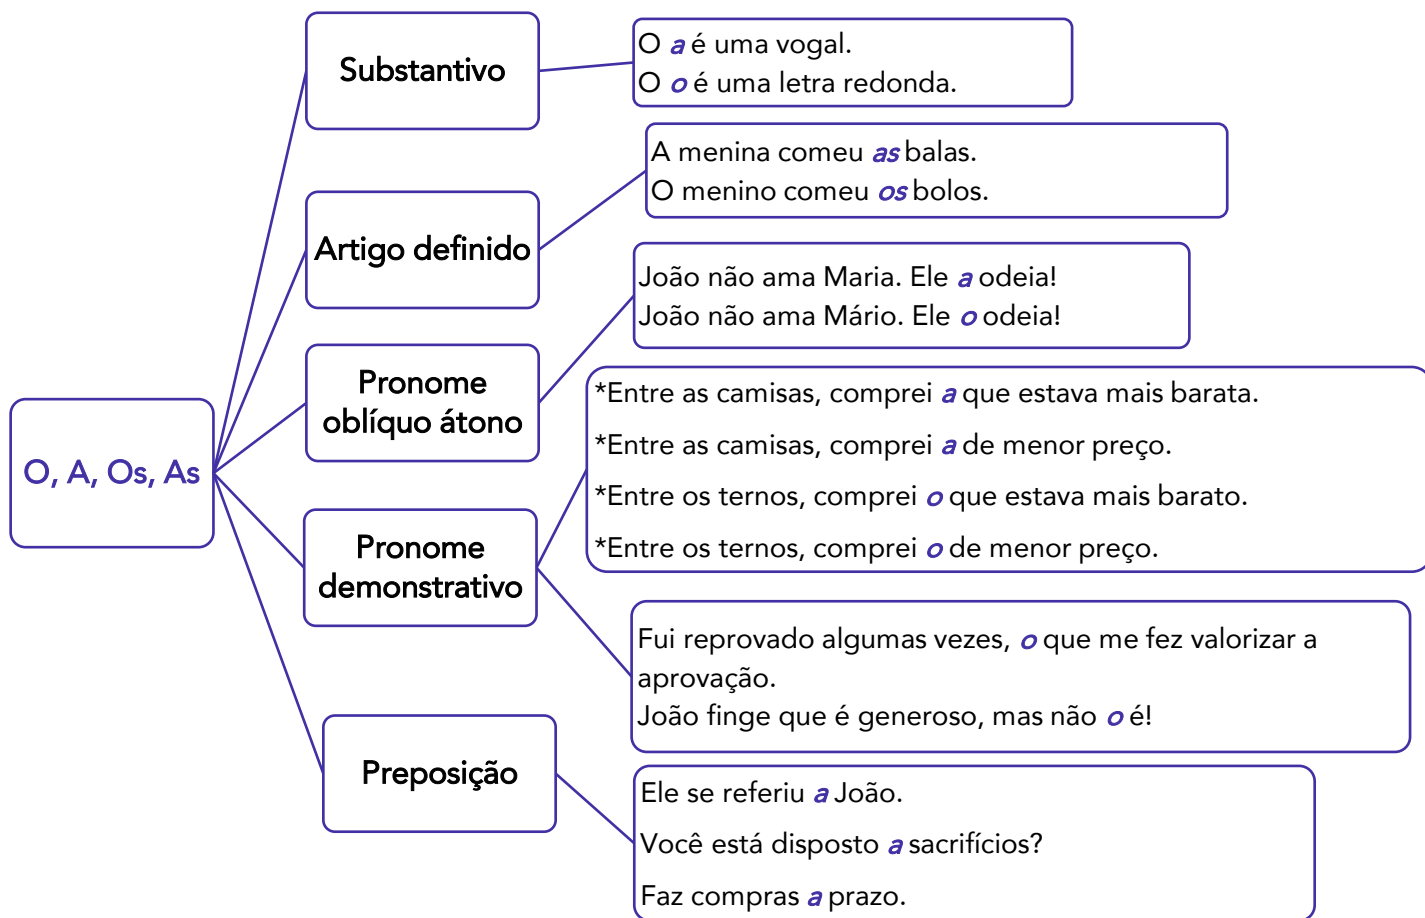 O, A, Os, As
Substantivo
O a é uma vogal.
O o é uma letra redonda.
Artigo definido
A menina comeu as balas.
O menino comeu os bolos.
Pronome
oblíquo átono
João não ama Maria. Ele a odeia!
João não ama Mário. Ele o odeia!
Pronome
demonstrativo
*Entre as camisas, comprei a que estava mais barata.
*Entre as camisas, comprei a de menor preço.
*Entre os ternos, comprei o que estava mais barato.
*Entre os ternos, comprei o de menor preço.
Fui reprovado algumas vezes, o que me fez valorizar a
aprovação.
João finge que é generoso, mas não o é!
Preposição
Ele se referiu a João.
Você está disposto a sacrifícios?
Faz compras a prazo.